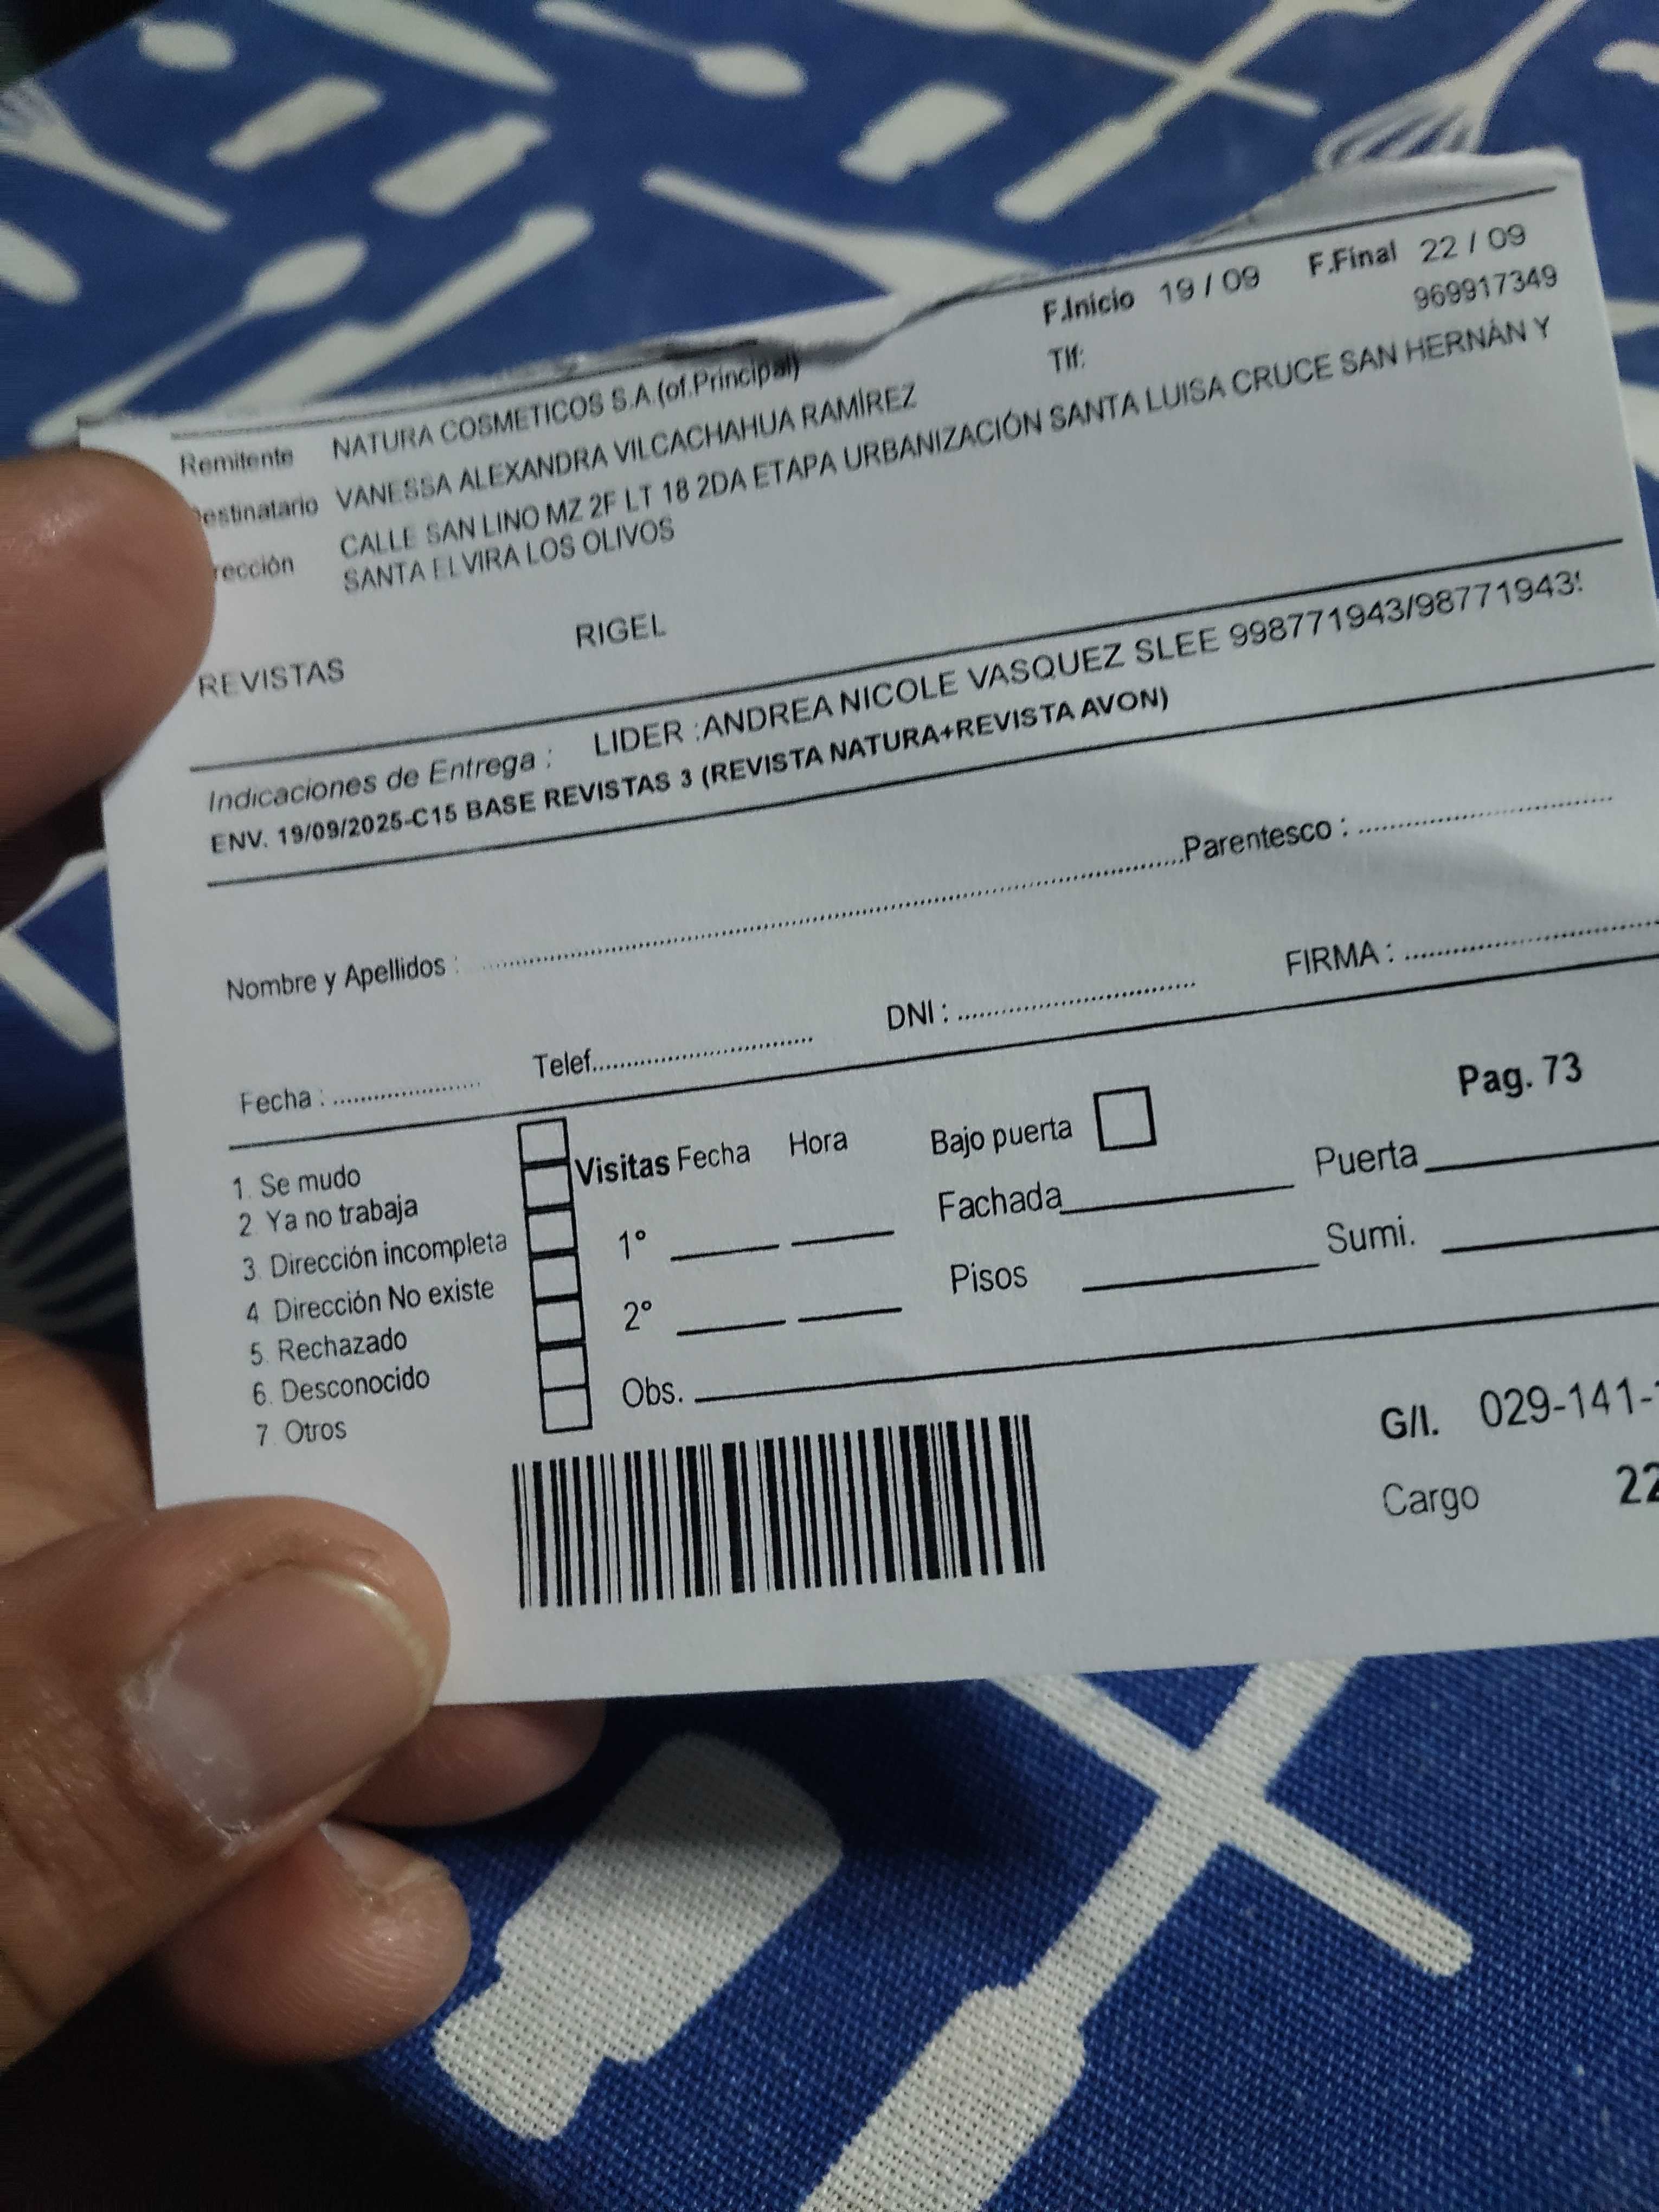 F.Inicio 19 / 09 F.Final 22 / 09
Remitente NATURA COSMETICOS S.A.(of.Principal) Tlf: 969917349
estinatario VANESSA ALEXANDRA VILCACHAHUA RAMÍREZ
rección CALLE SAN LINO MZ 2F LT 18 2DA ETAPA URBANIZACIÓN SANTA LUISA CRUCE SAN HERNÁN Y
SANTA ELVIRA LOS OLIVOS
REVISTAS RIGEL
Indicaciones de Entrega : LIDER :ANDREA NICOLE VASQUEZ SLEE 998771943/98771943
ENV. 19/09/2025-C15 BASE REVISTAS 3 (REVISTA NATURA+REVISTA AVON)
Nombre y Apellidos : Parentesco :
Fecha : Telef. DNI : FIRMA :
Pag. 73
1. Se mudo Visitas Fecha Hora Bajo puerta
2. Ya no trabaja
3. Dirección incompleta 1° Fachada Puerta
4. Dirección No existe
5. Rechazado 2° Pisos Sumi.
6. Desconocido
7. Otros Obs.
G/I. 029-141-
Cargo 22